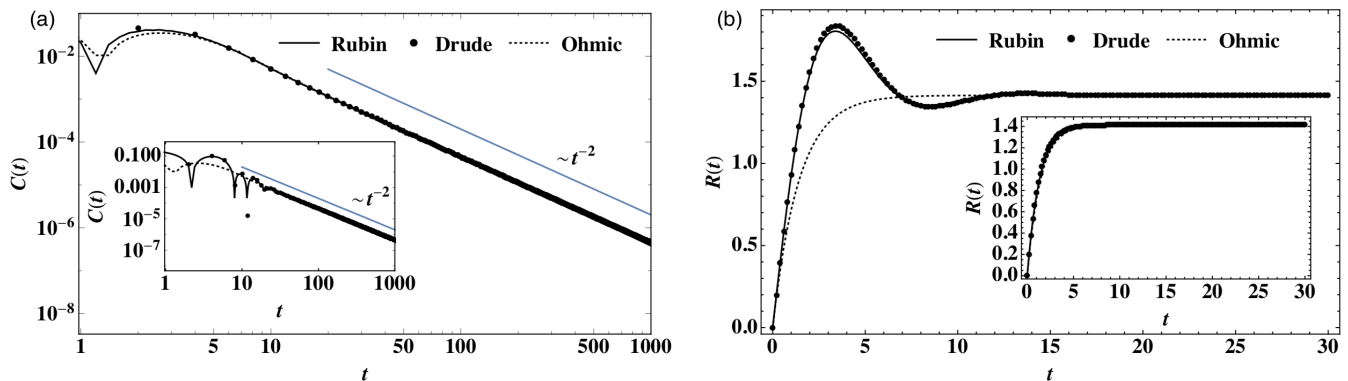 (a)
10⁻²
10⁻⁴
10⁻⁶
10⁻⁸
C(t)
Rubin Drude Ohmic
~t⁻²
0.100
0.001
10⁻⁵
10⁻⁷
C(t)
~t⁻²
1 10 100 1000
t
1 5 10 50 100 500 1000
t
(b)
Rubin Drude Ohmic
1.5
1.0
0.5
0.0
R(t)
1.4
1.2
1.0
0.8
0.6
0.4
0.2
0.0
R(t)
0 5 10 15 20 25 30
t
0 5 10 15 20 25 30
t